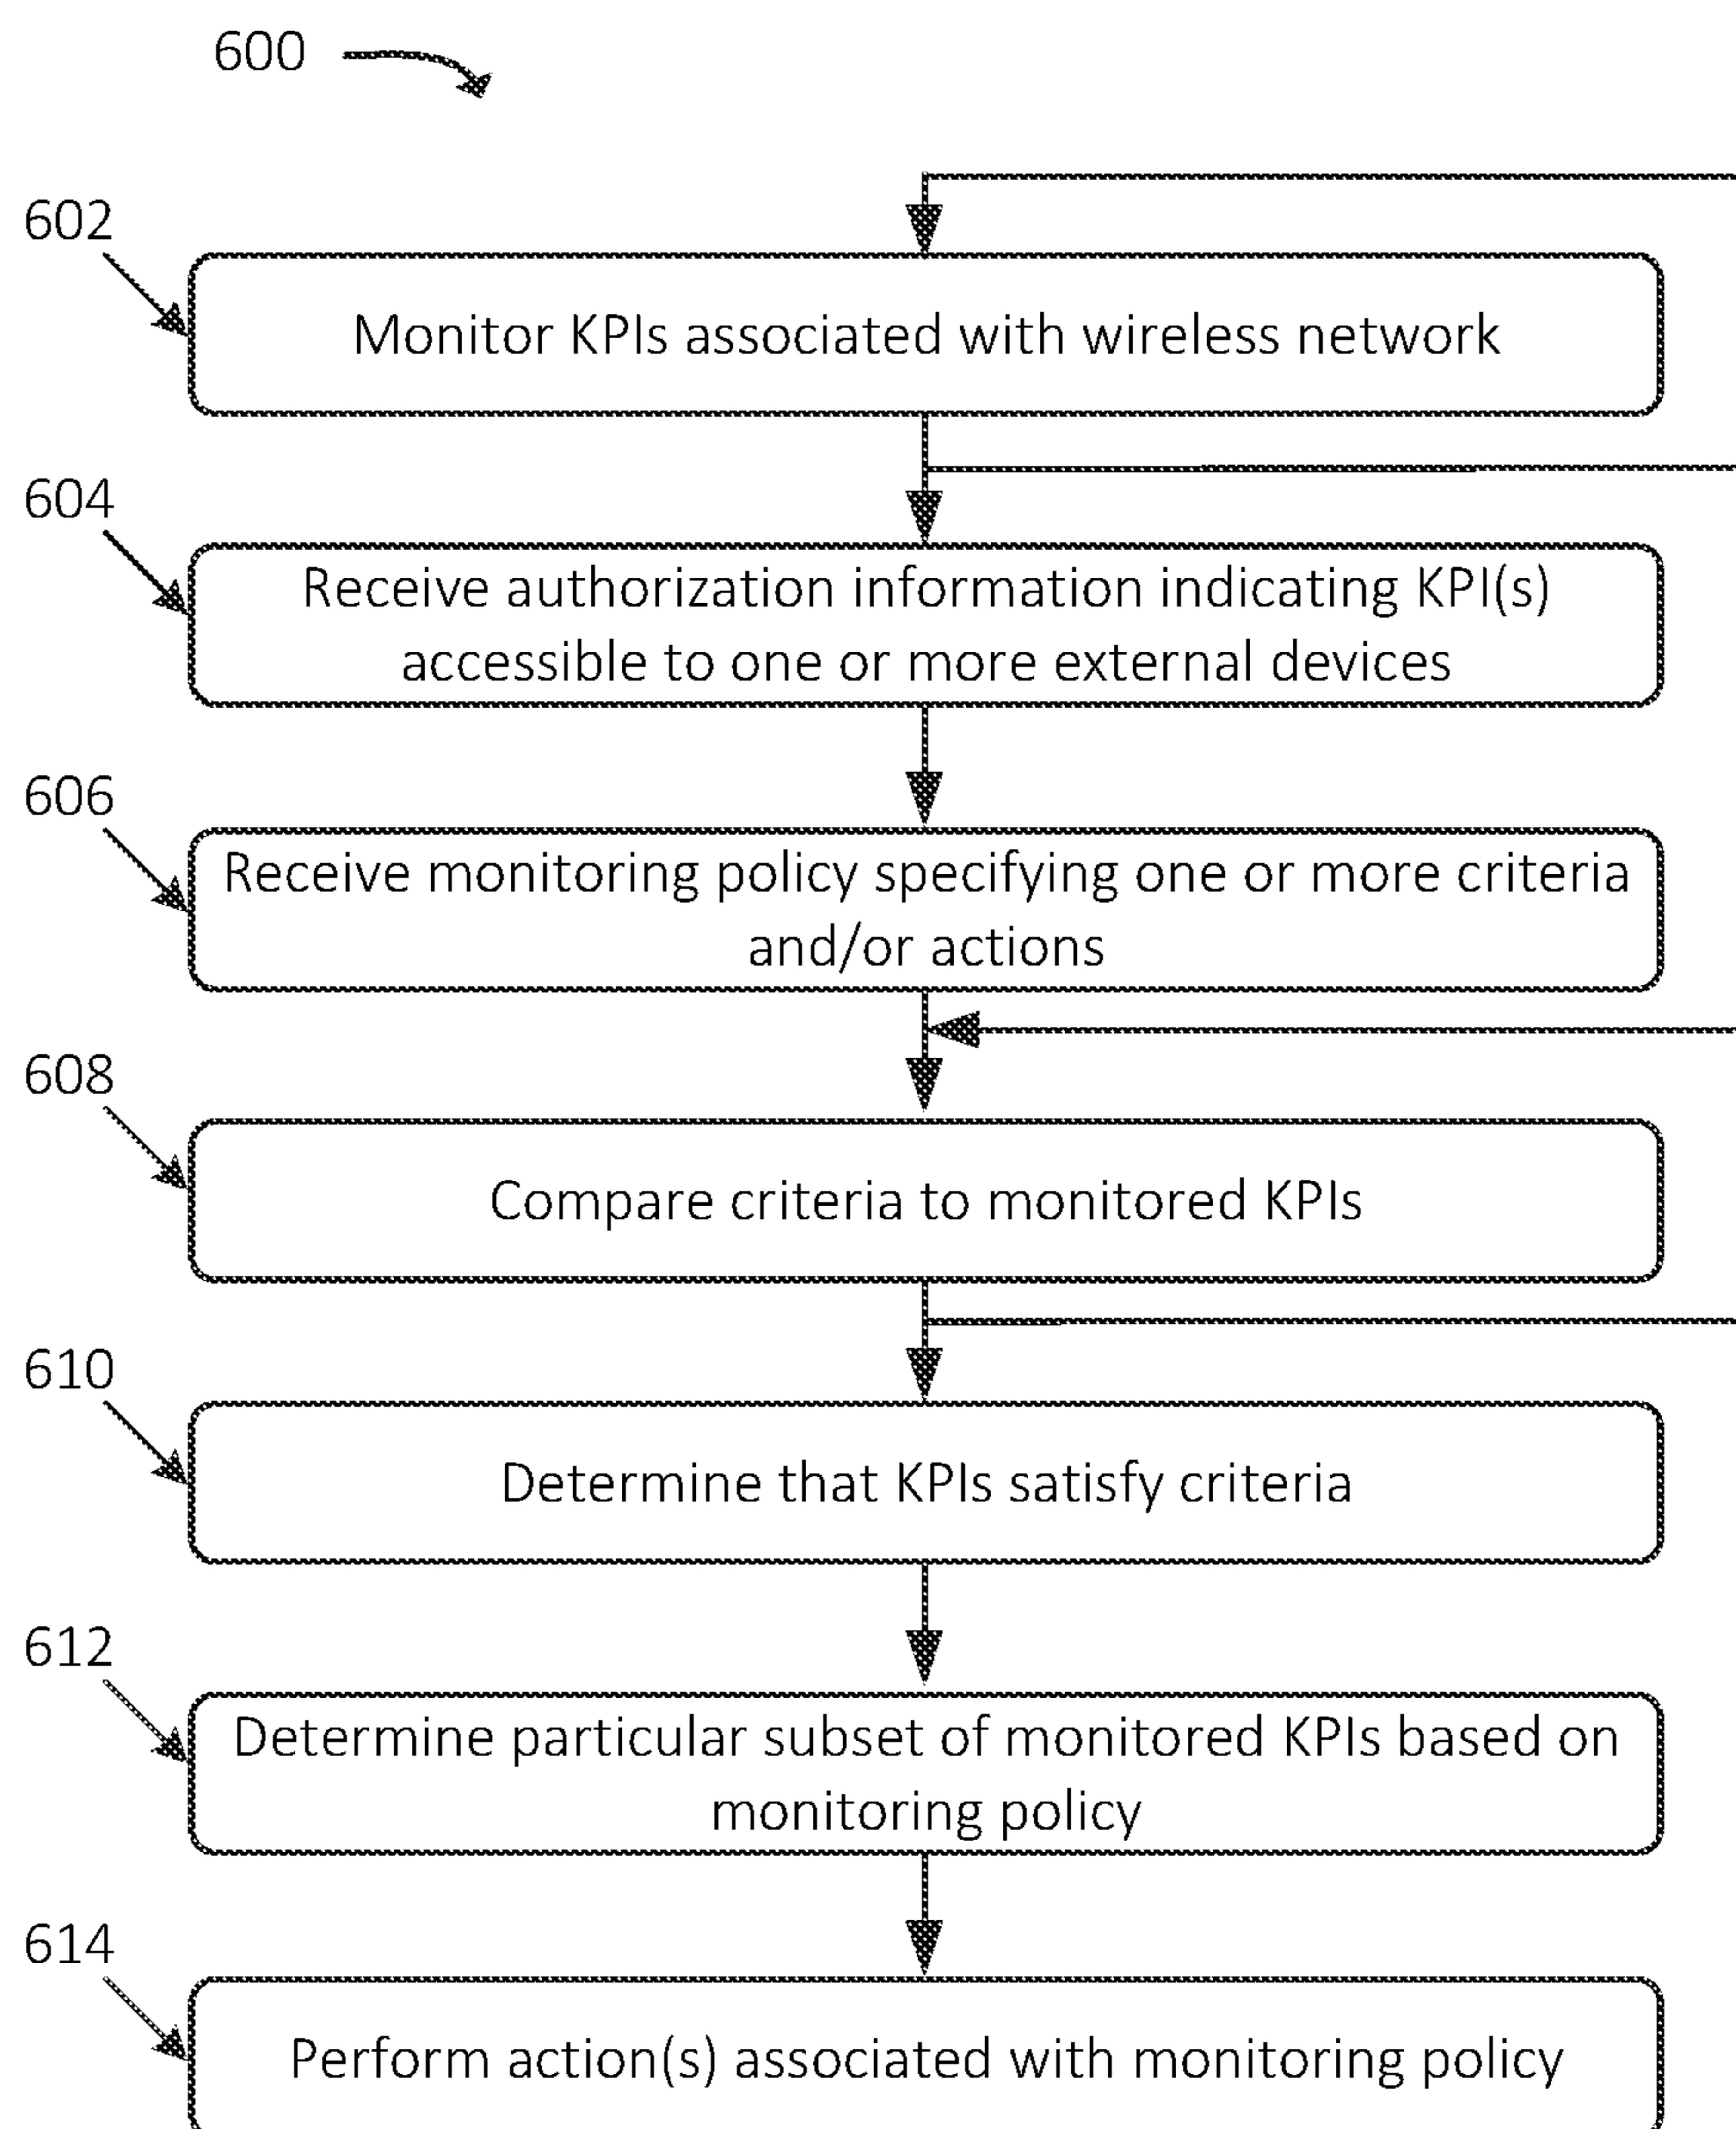 600
602
Monitor KPIs associated with wireless network
604
Receive authorization information indicating KPI(s)
accessible to one or more external devices
606
Receive monitoring policy specifying one or more criteria
and/or actions
608
Compare criteria to monitored KPIs
610
Determine that KPIs satisfy criteria
612
Determine particular subset of monitored KPIs based on
monitoring policy
614
Perform action(s) associated with monitoring policy